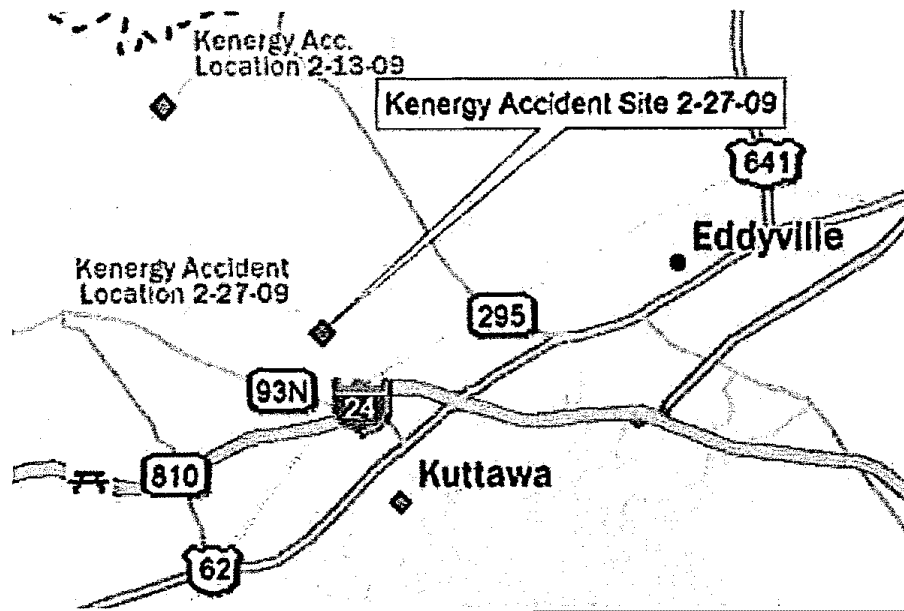 Kenergy Acc.
Location 2-13-09
Kenergy Accident Site 2-27-09
641
Eddyville
Kenergy Accident
Location 2-27-09
295
93N
24
810
Kuttawa
62